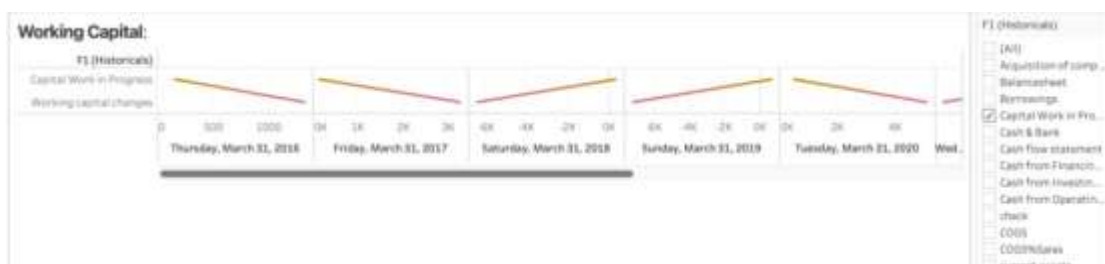 Working Capital:
F1 (Historicals)
Capital Work in Progress
Working capital changes
0 500 1000 0K 1K 2K 3K -6K -4K -2K 0K -6K -4K -2K 0K 0K 2K 4K
Thursday, March 31, 2016 Friday, March 31, 2017 Saturday, March 31, 2018 Sunday, March 31, 2019 Tuesday, March 31, 2020 Wed..
F1 (Historicals)
(All)
Acquisition of comp..
Balancesheet
Borrowings
Capital Work in Pro...
Cash & Bank
Cash flow statement
Cash from Financin...
Cash from Investin...
Cash from Operatin...
check
COGS
COGS%Sales